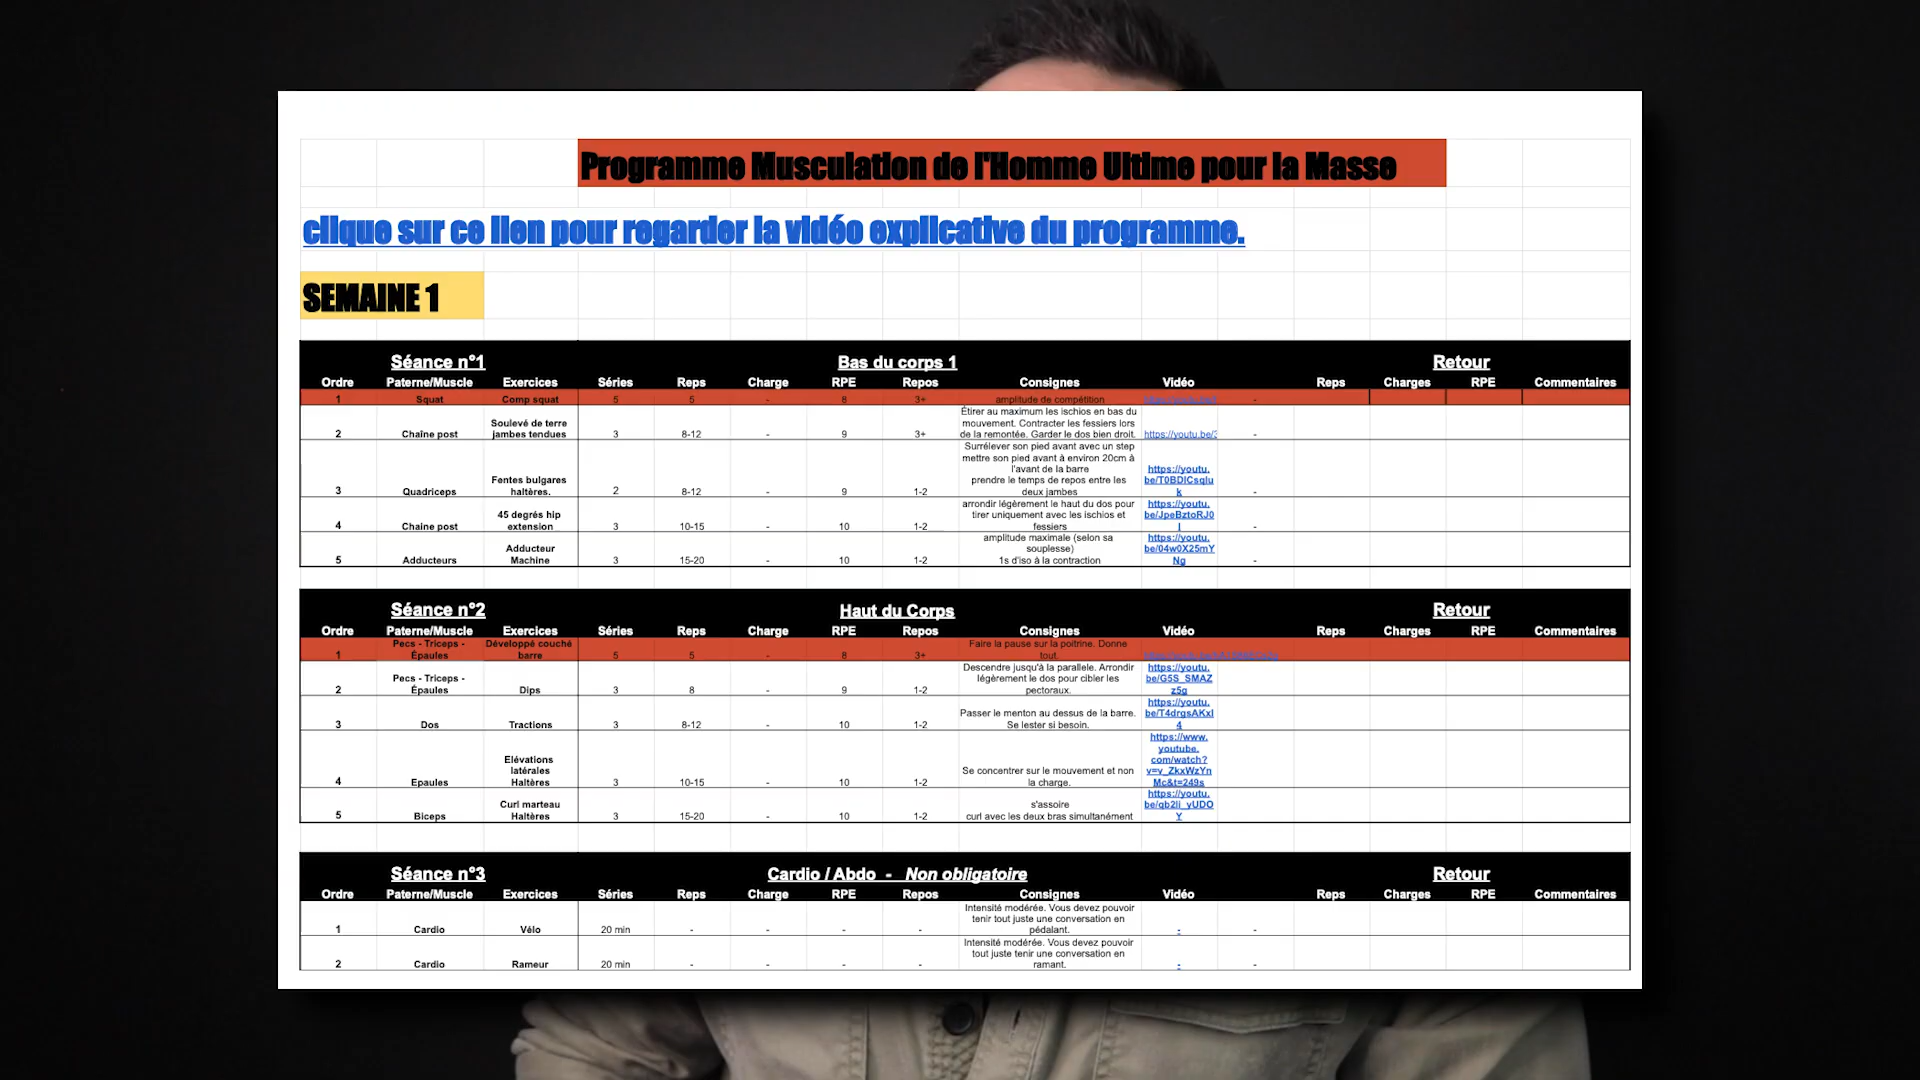 Programme Musculation de l'Homme Ultime pour la Masse
clique sur ce lien pour regarder la vidéo explicative du programme.
SEMAINE 1
Séance n°1 Bas du corps 1 Retour
Ordre Paterne/Muscle Exercices Séries Reps Charge RPE Repos Consignes Vidéo Reps Charges RPE Commentaires
1 Squat Comp squat 5 5 - 8 3+ amplitude de compétition -
Étirer au maximum les ischios en bas du
Soulevé de terre mouvement. Contracter les fessiers lors
2 Chaîne post jambes tendues 3 8-12 - 9 3+ de la remontée. Garder le dos bien droit. https://youtu.be/ -
Surrélever son pied avant avec un step
mettre son pied avant à environ 20cm à
l'avant de la barre https://youtu.
Fentes bulgares prendre le temps de repos entre les be/T0BDICsqlu
3 Quadriceps haltères. 2 8-12 - 9 1-2 deux jambes k -
arrondir légèrement le haut du dos pour https://youtu.
45 degrés hip tirer uniquement avec les ischios et be/JpeBztoRJ0
4 Chaine post extension 3 10-15 - 10 1-2 fessiers I -
amplitude maximale (selon sa https://youtu.
Adducteur souplesse) be/04w0X25mY
5 Adducteurs Machine 3 15-20 - 10 1-2 1s d'iso à la contraction Ng -
Séance n°2 Haut du Corps Retour
Ordre Paterne/Muscle Exercices Séries Reps Charge RPE Repos Consignes Vidéo Reps Charges RPE Commentaires
Pecs - Triceps - Développé couché Faire la pause sur la poitrine. Donne
1 Épaules barre 5 5 - 8 3+ tout.
Descendre jusqu'à la parallele. Arrondir https://youtu.
Pecs - Triceps - légèrement le dos pour cibler les be/G5S_SMAZ
2 Épaules Dips 3 8 - 9 1-2 pectoraux. z5g
https://youtu.
Passer le menton au dessus de la barre. be/T4drgsAKxl
3 Dos Tractions 3 8-12 - 10 1-2 Se lester si besoin. 4
https://www.
youtube.
Elévations com/watch?
latérales Se concentrer sur le mouvement et non v=v_ZkxWzYn
4 Epaules Haltères 3 10-15 - 10 1-2 la charge. Mc&t=249s
https://youtu.
Curl marteau s'assoire be/qb2li_yUDO
5 Biceps Haltères 3 15-20 - 10 1-2 curl avec les deux bras simultanément Y
Séance n°3 Cardio / Abdo - Non obligatoire Retour
Ordre Paterne/Muscle Exercices Séries Reps Charge RPE Repos Consignes Vidéo Reps Charges RPE Commentaires
Intensité modérée. Vous devez pouvoir
tenir tout juste une conversation en
1 Cardio Vélo 20 min - - - - pédalant. - -
Intensité modérée. Vous devez pouvoir
tout juste tenir une conversation en
2 Cardio Rameur 20 min - - - - ramant. - -